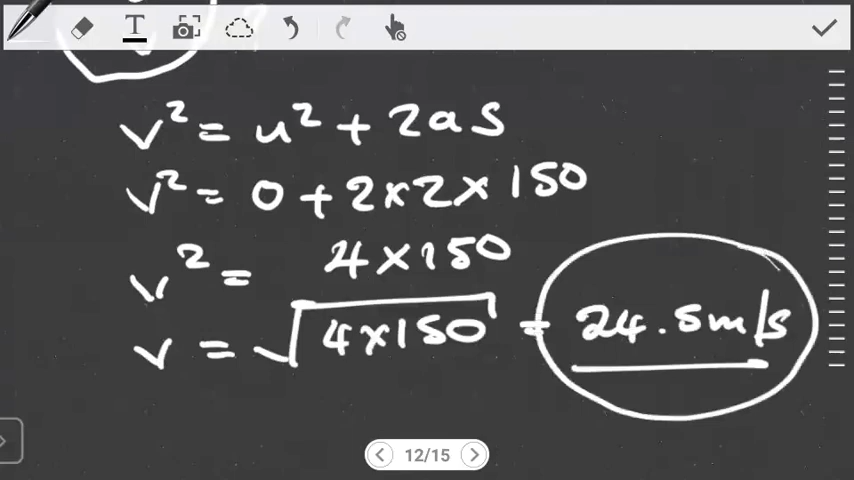 T
v² = u² + 2as
v² = 0 + 2×2×150
v² = 4×150
v = √4×150 = 24.5m/s
12/15